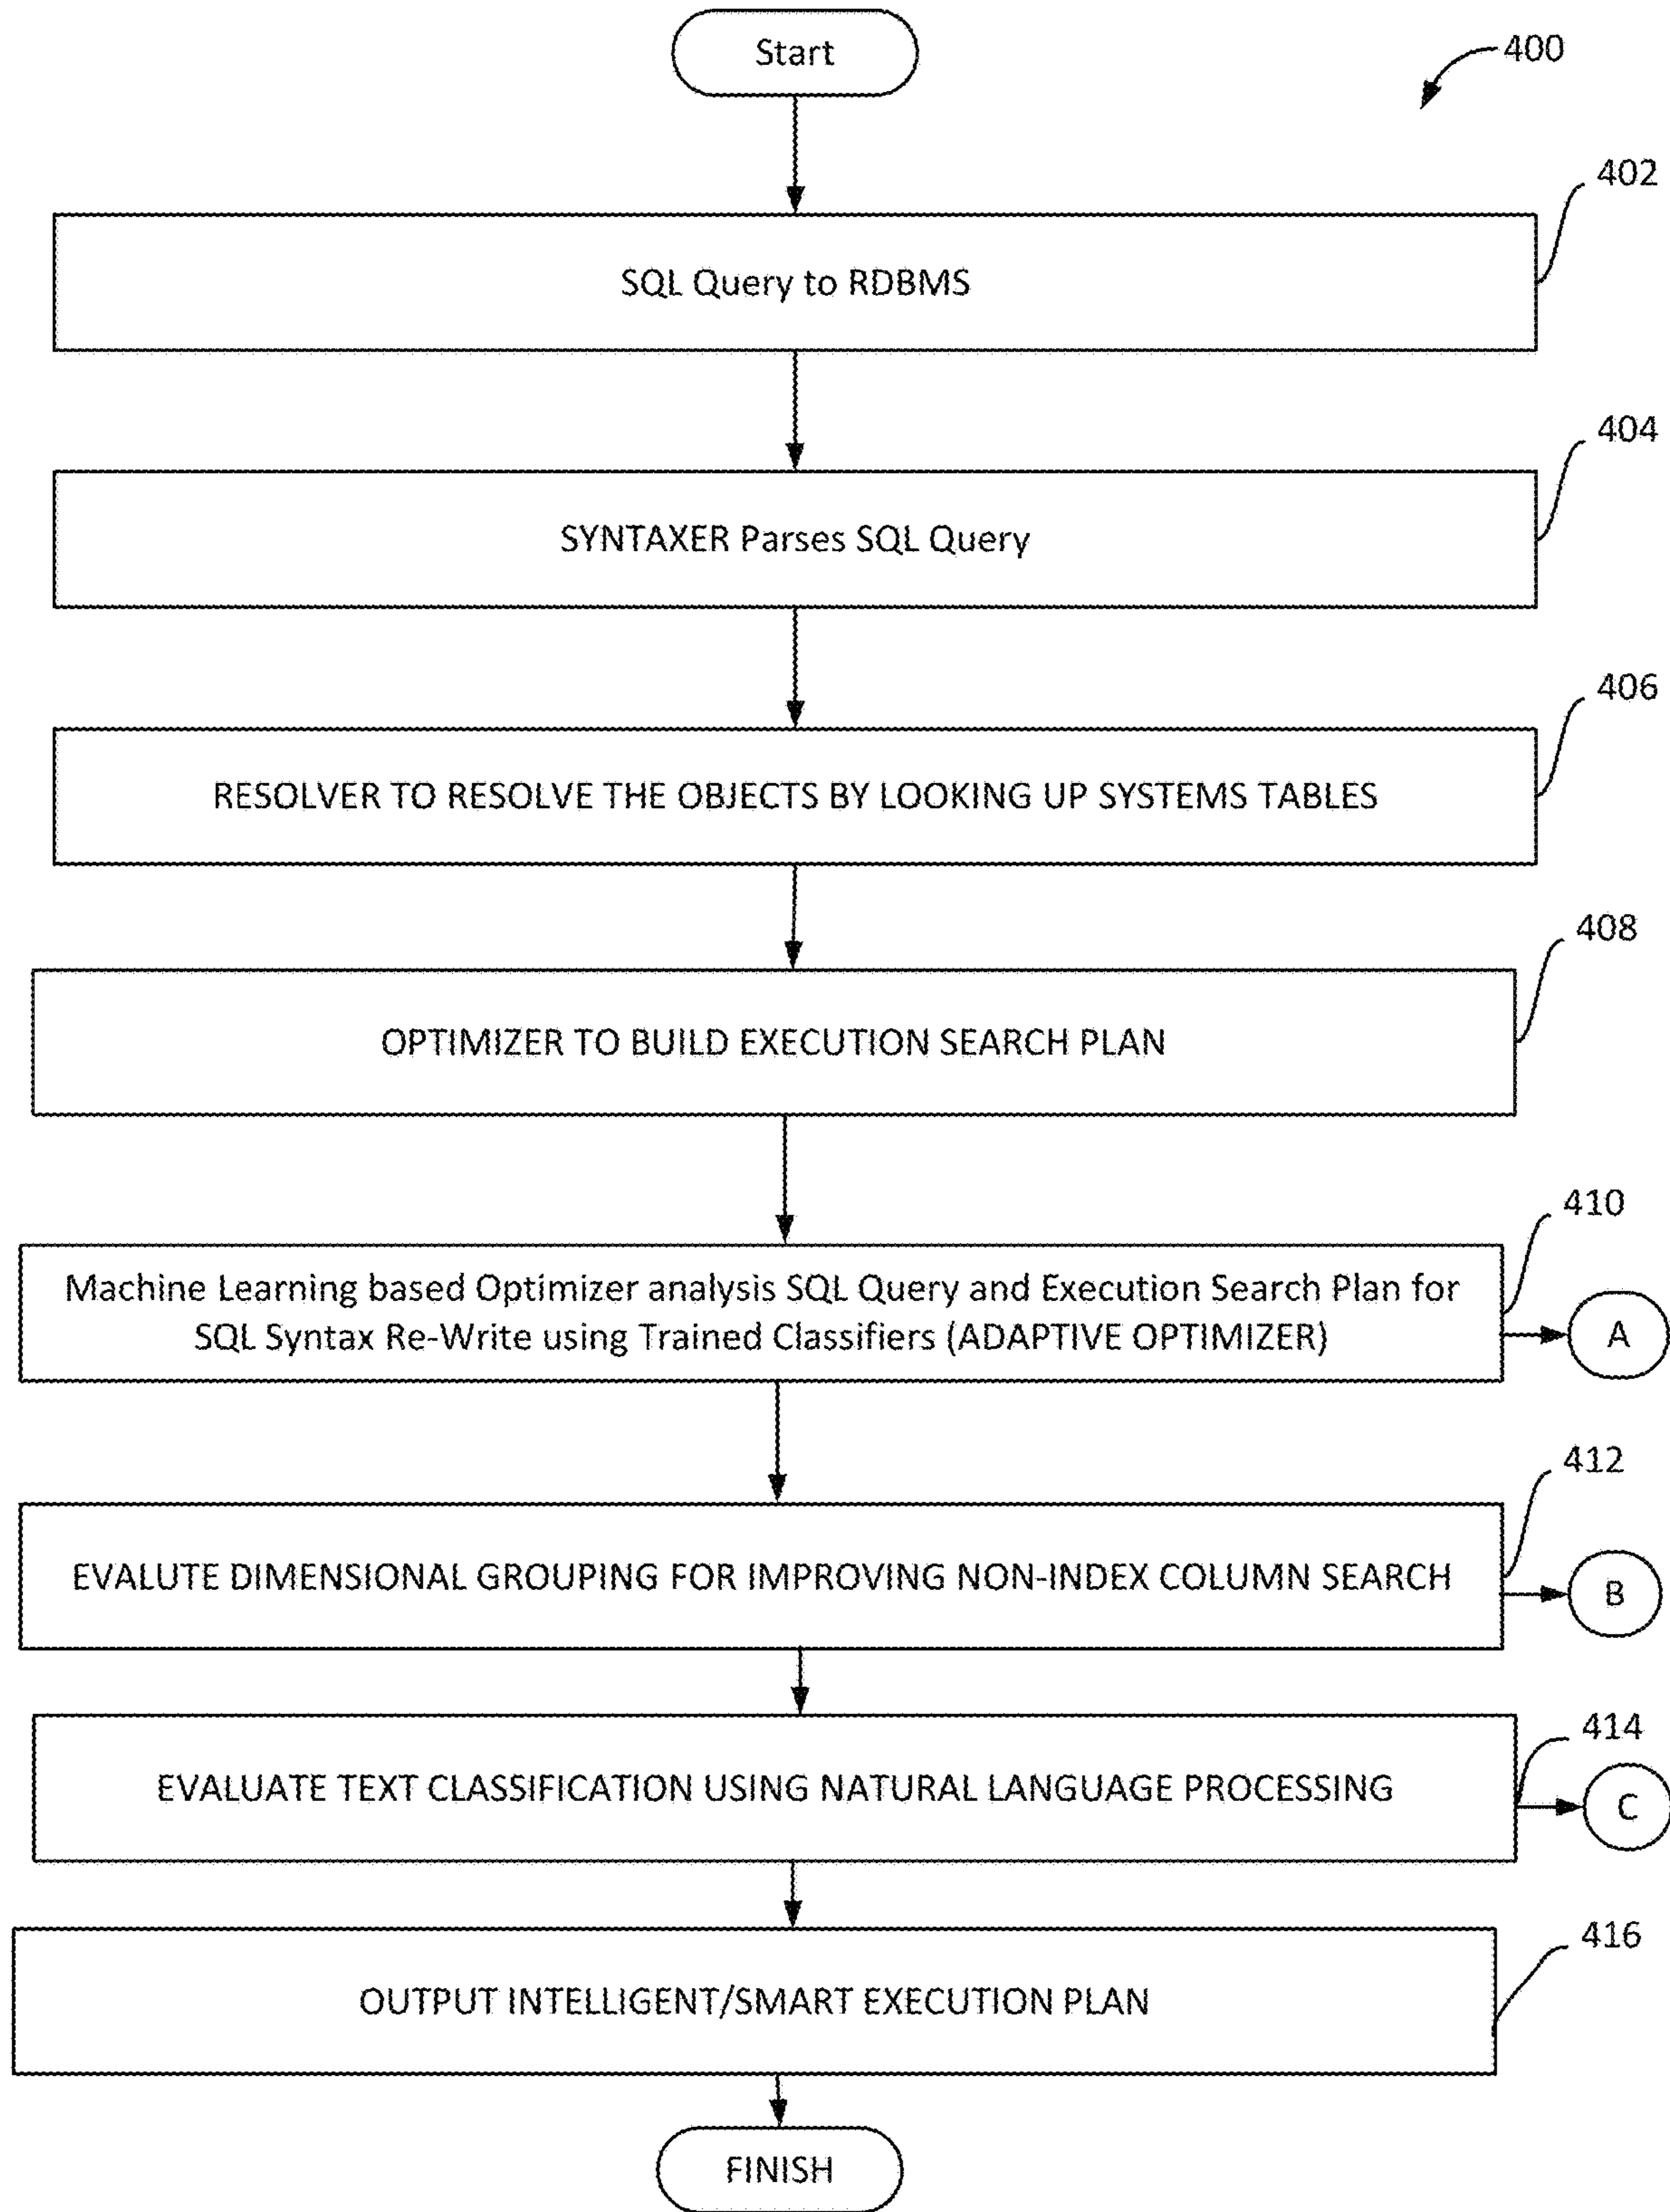 Start
400
402
SQL Query to RDBMS
404
SYNTAXER Parses SQL Query
406
RESOLVER TO RESOLVE THE OBJECTS BY LOOKING UP SYSTEMS TABLES
408
OPTIMIZER TO BUILD EXECUTION SEARCH PLAN
410
Machine Learning based Optimizer analysis SQL Query and Execution Search Plan for
SQL Syntax Re-Write using Trained Classifiers (ADAPTIVE OPTIMIZER)
A
412
EVALUTE DIMENSIONAL GROUPING FOR IMPROVING NON-INDEX COLUMN SEARCH
B
414
EVALUATE TEXT CLASSIFICATION USING NATURAL LANGUAGE PROCESSING
C
416
OUTPUT INTELLIGENT/SMART EXECUTION PLAN
FINISH